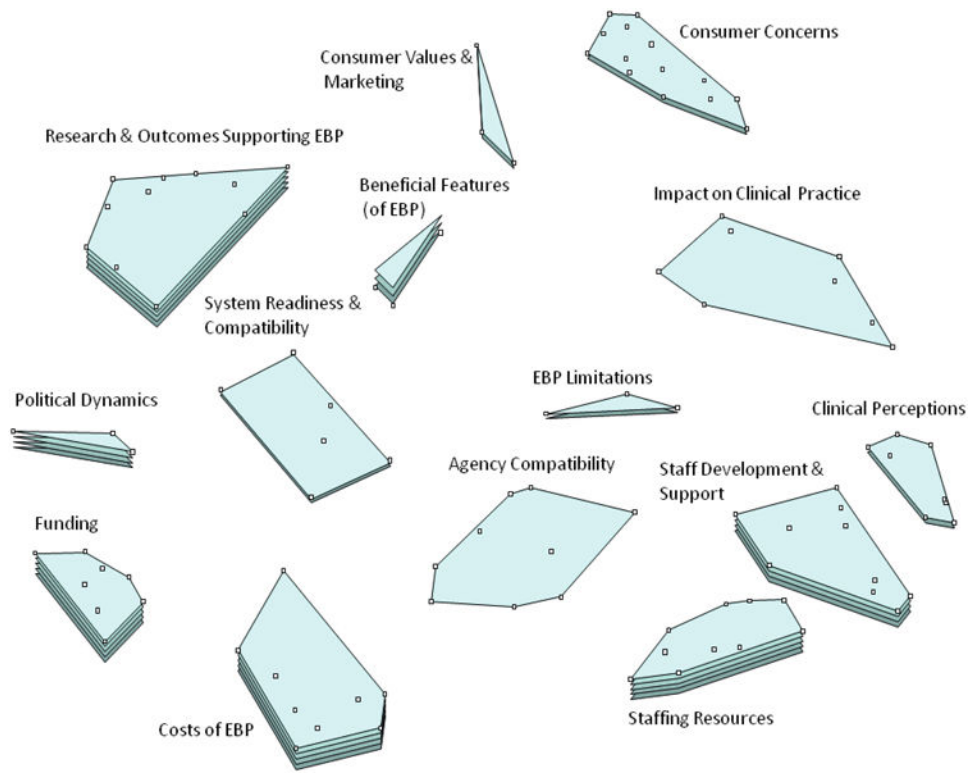 Consumer Concerns
Consumer Values &
Marketing
Research & Outcomes Supporting EBP
Beneficial Features
(of EBP)
Impact on Clinical Practice
System Readiness &
Compatibility
EBP Limitations
Political Dynamics
Clinical Perceptions
Agency Compatibility
Staff Development &
Support
Funding
Costs of EBP
Staffing Resources